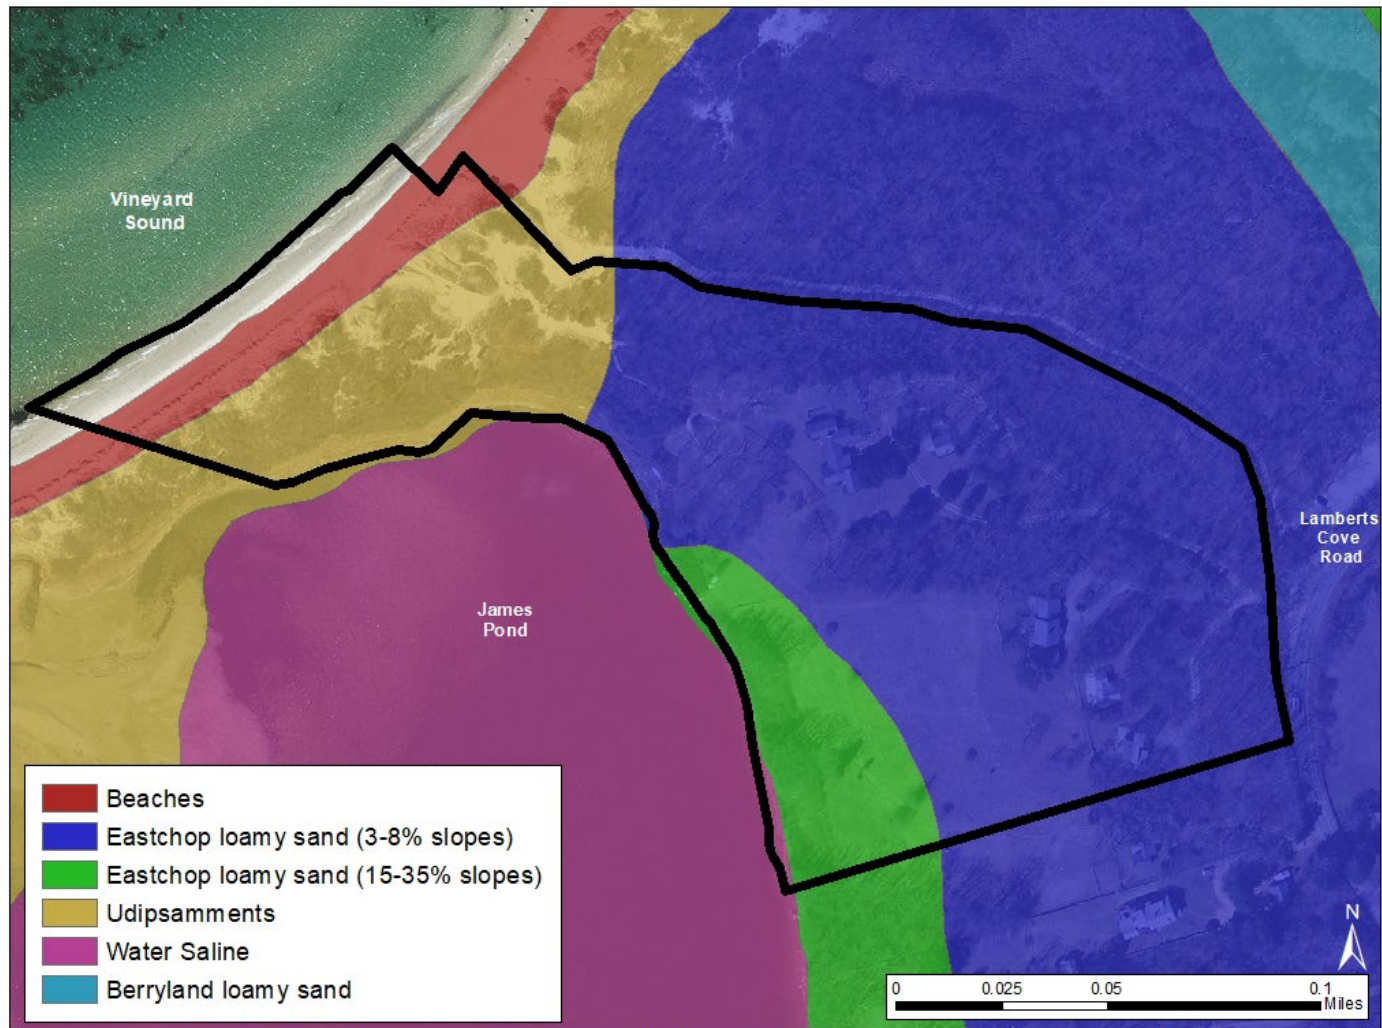 Vineyard
Sound
Lamberts
Cove
Road
James
Pond
Beaches
Eastchop loamy sand (3-8% slopes)
Eastchop loamy sand (15-35% slopes)
Udipsamments
Water Saline
Berryland loamy sand
N
0 0.025 0.05 0.1
Miles